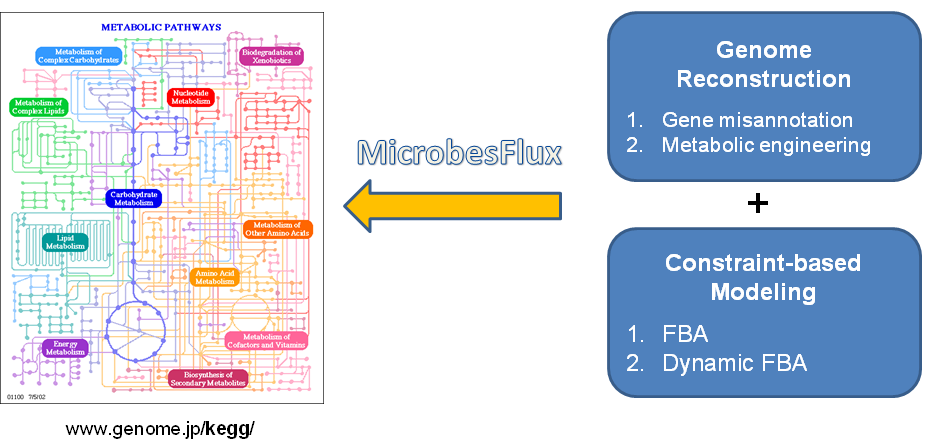 METABOLIC PATHWAYS
Metabolism of
Complex Carbohydrates
Biodegradation of
Xenobiotics
Nucleotide
Metabolism
Metabolism of
Complex Lipids
Carbohydrate
Metabolism
Metabolism of
Other Amino Acids
Lipid
Metabolism
Amino Acid
Metabolism
Energy
Metabolism
Metabolism of
Cofactors and Vitamins
Biosynthesis of
Secondary Metabolites
01100 7/5/02
www.genome.jp/kegg/
MicrobesFlux
Genome
Reconstruction
1. Gene misannotation
2. Metabolic engineering
+
Constraint-based
Modeling
1. FBA
2. Dynamic FBA